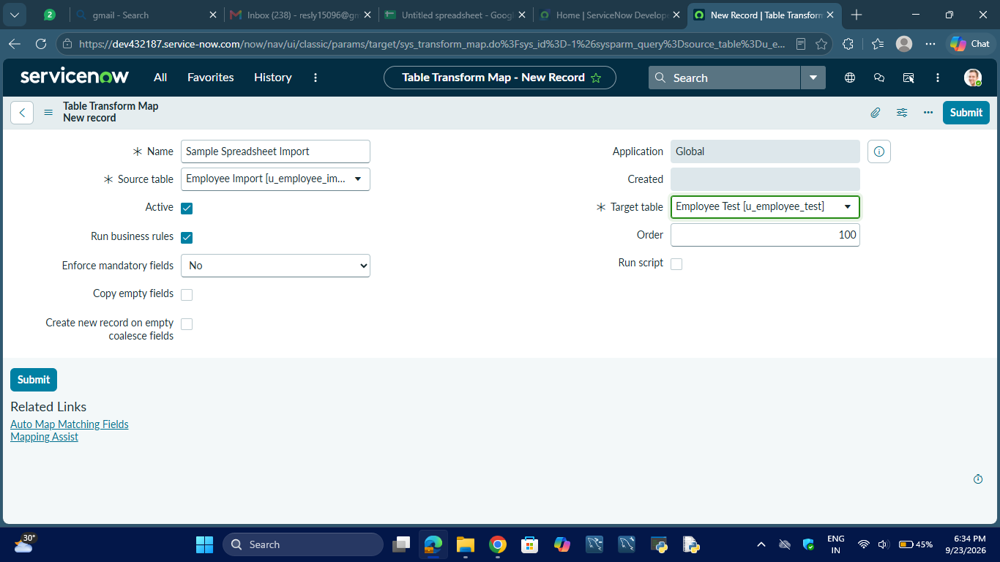 2
gmail - Search
Inbox (238) - resly15096@gm
Untitled spreadsheet - Googl
Home | ServiceNow Develope
New Record | Table Transform
https://dev432187.service-now.com/now/nav/ui/classic/params/target/sys_transform_map.do%3Fsys_id%3D-1%26sysparm_query%3Dsource_table%3Du_e...
Chat
servicenow
All
Favorites
History
Table Transform Map - New Record
Search
Table Transform Map
New record
Submit
Name
Sample Spreadsheet Import
Application
Global
Source table
Employee Import [u_employee_im...
Created
Active
Target table
Employee Test [u_employee_test]
Run business rules
Order
100
Enforce mandatory fields
No
Run script
Copy empty fields
Create new record on empty
coalesce fields
Submit
Related Links
Auto Map Matching Fields
Mapping Assist
30°
Search
ENG
IN
45%
6:34 PM
9/23/2026